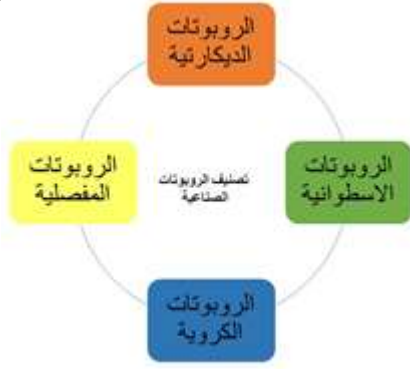 الروبوتات
الديكارتية
الروبوتات
الاسطوانية
تصنيف الروبوتات
الصناعية
الروبوتات
المفصلية
الروبوتات
الكروية